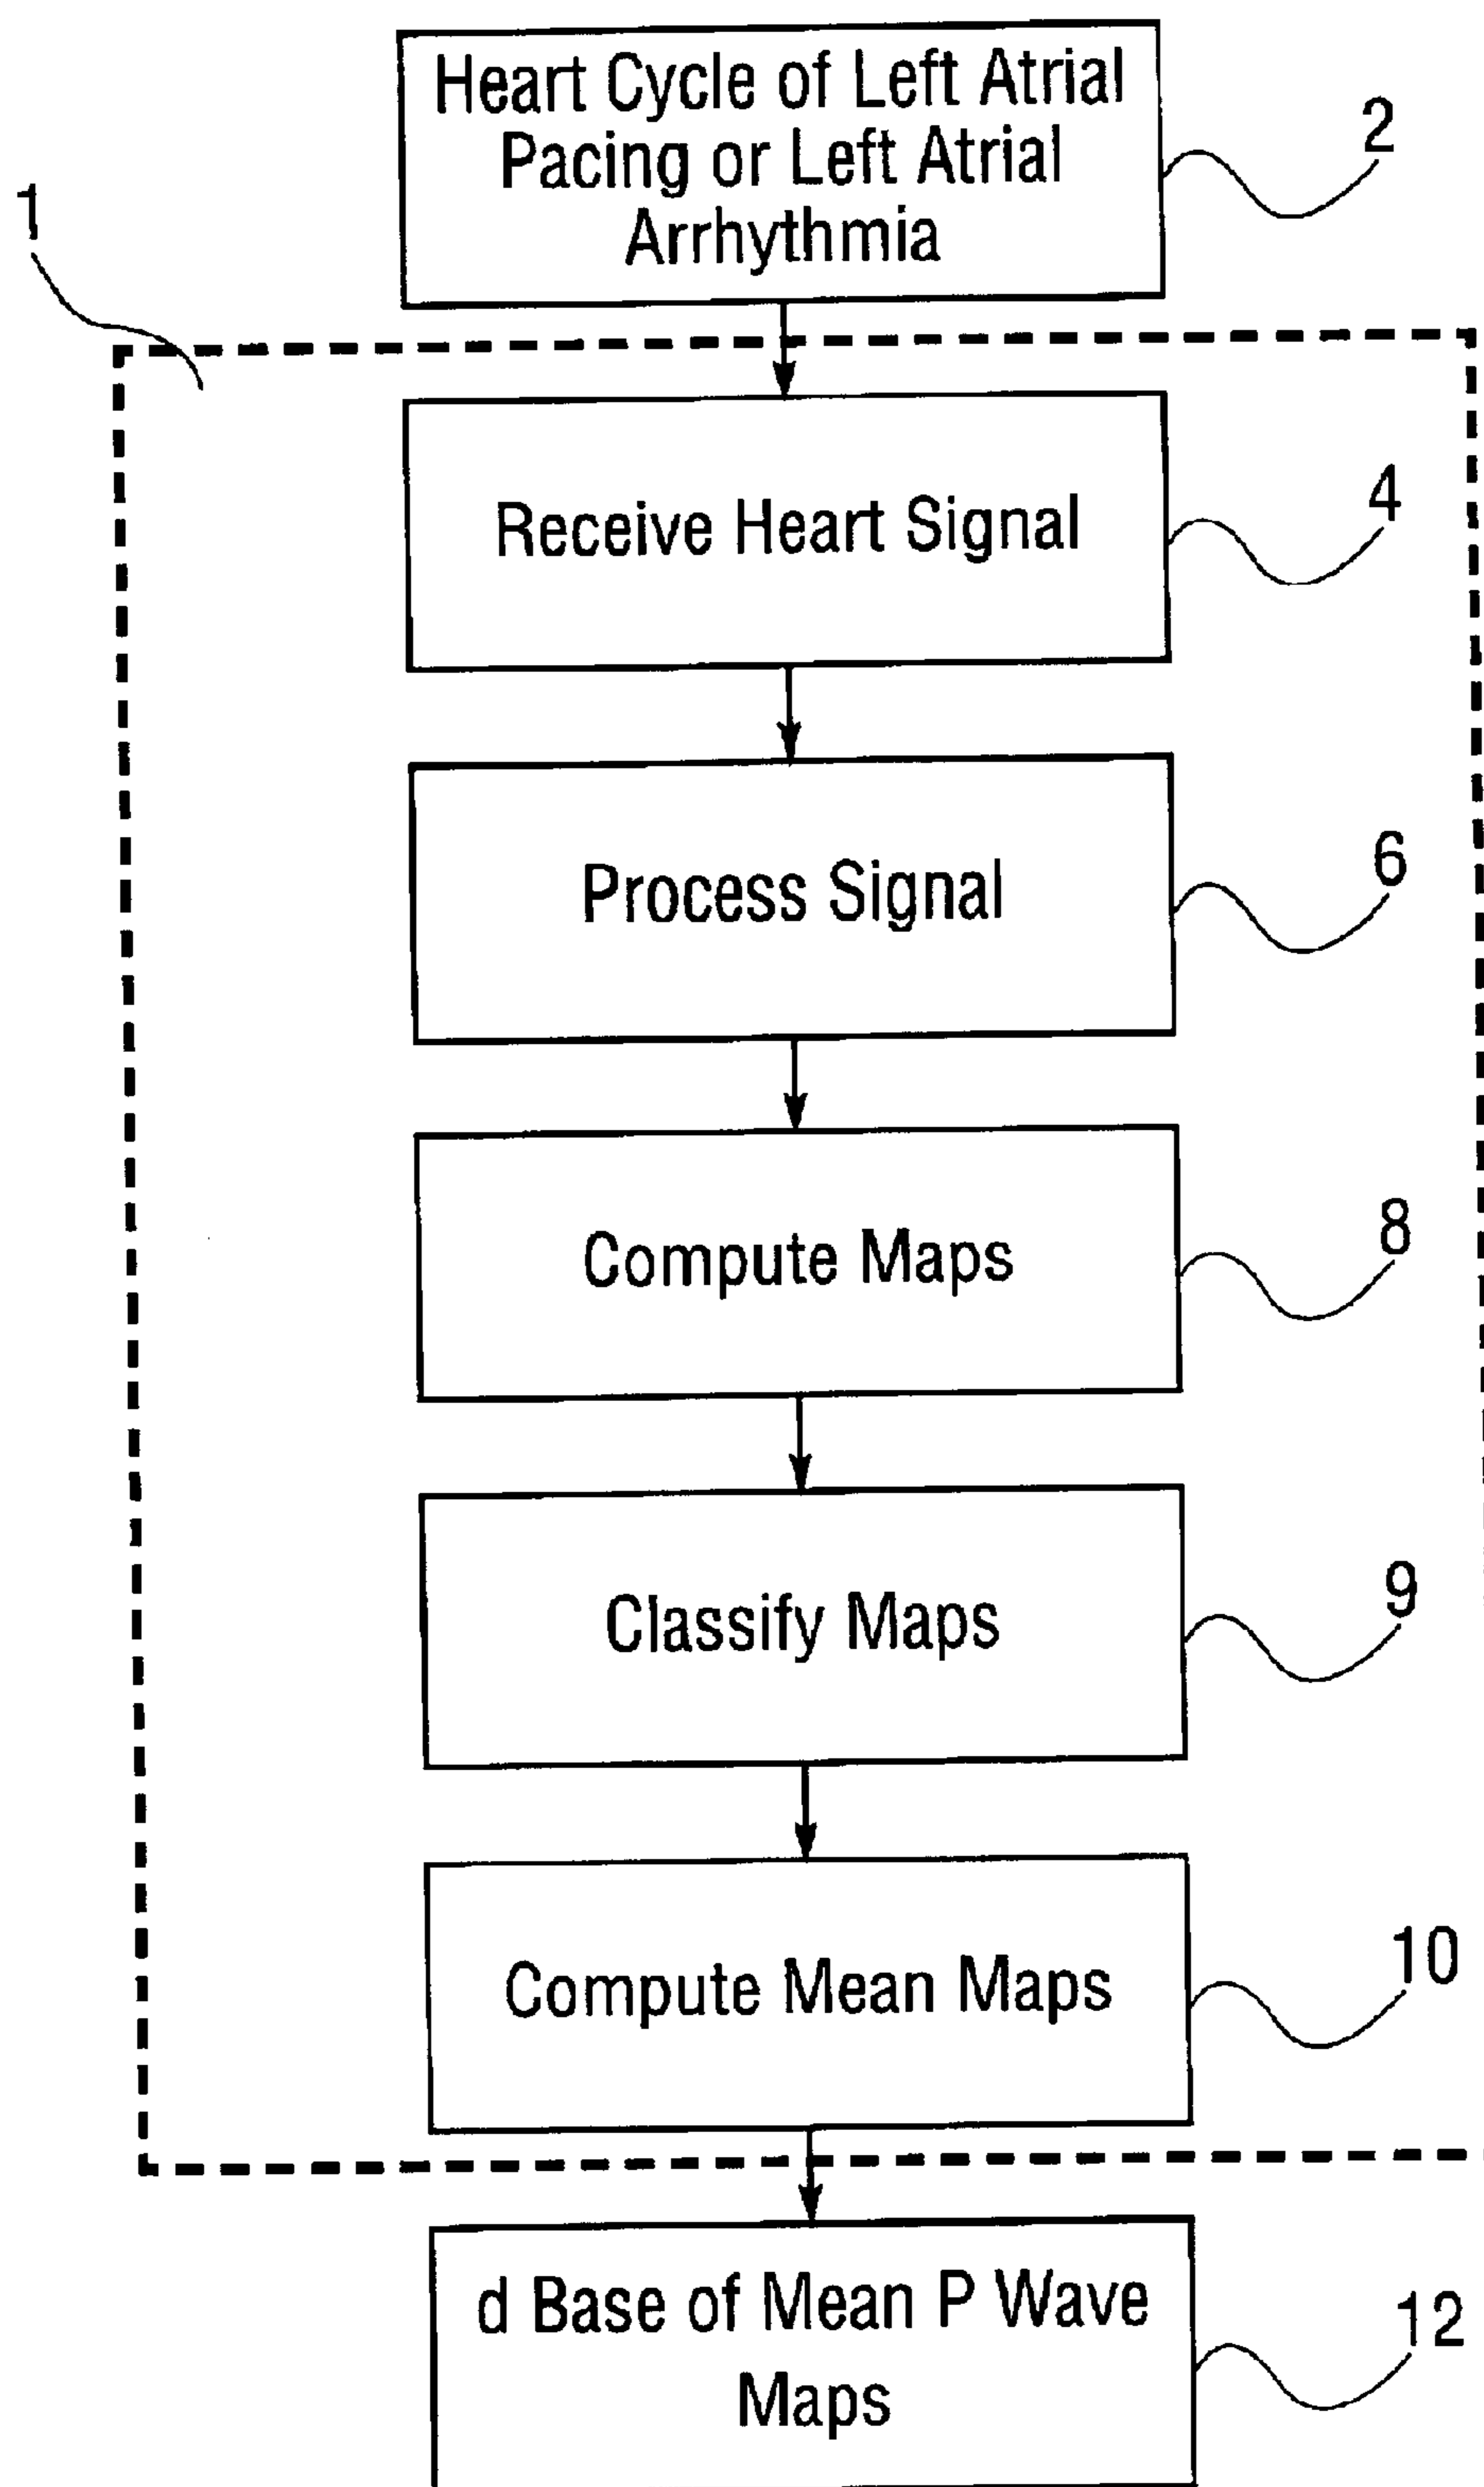 Heart Cycle of Left Atrial
Pacing or Left Atrial
Arrhythmia
2
1
Receive Heart Signal
4
Process Signal
6
Compute Maps
8
Classify Maps
9
Compute Mean Maps
10
d Base of Mean P Wave
Maps
12